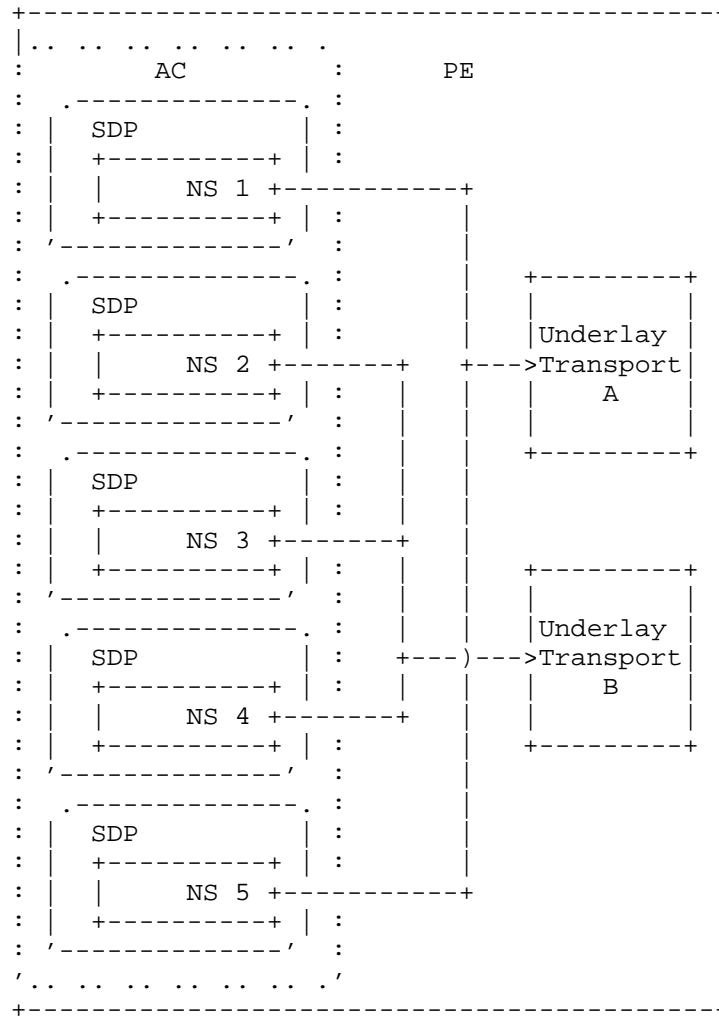 AC PE
SDP
NS 1
SDP
Underlay
NS 2 Transport
A
SDP
NS 3
Underlay
SDP Transport
B
NS 4
SDP
NS 5